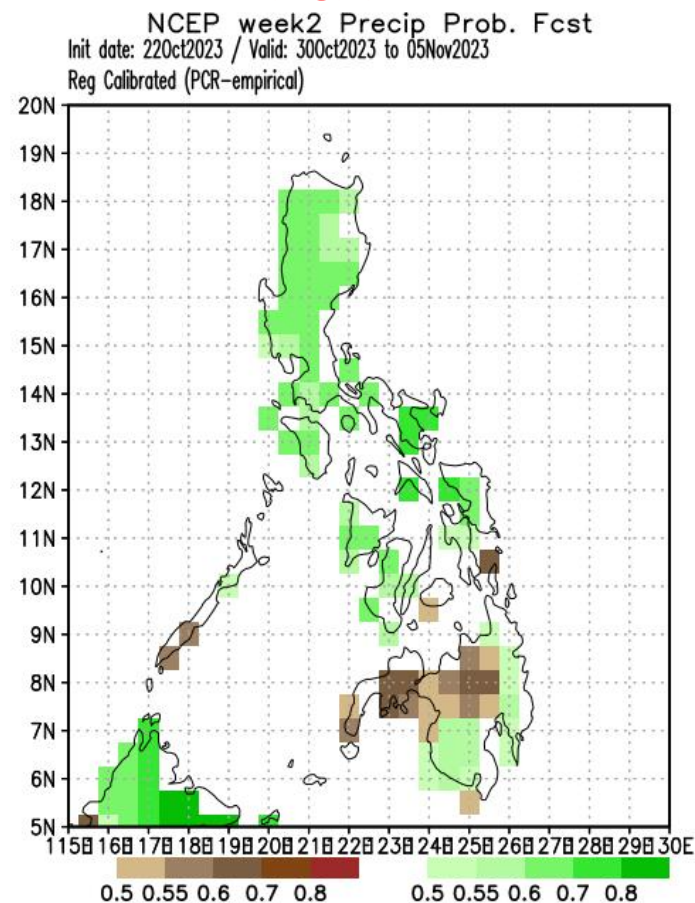 NCEP week2 Precip Prob. Fcst
Init date: 22Oct2023 / Valid: 30Oct2023 to 05Nov2023
Reg Calibrated (PCR-empirical)
20N
19N
18N
17N
16N
15N
14N
13N
12N
11N
10N
9N
8N
7N
6N
5N
115E 116E 117E 118E 119E 120E 121E 122E 123E 124E 125E 126E 127E 128E 129E 130E
0.5 0.55 0.6 0.7 0.8 0.5 0.55 0.6 0.7 0.8